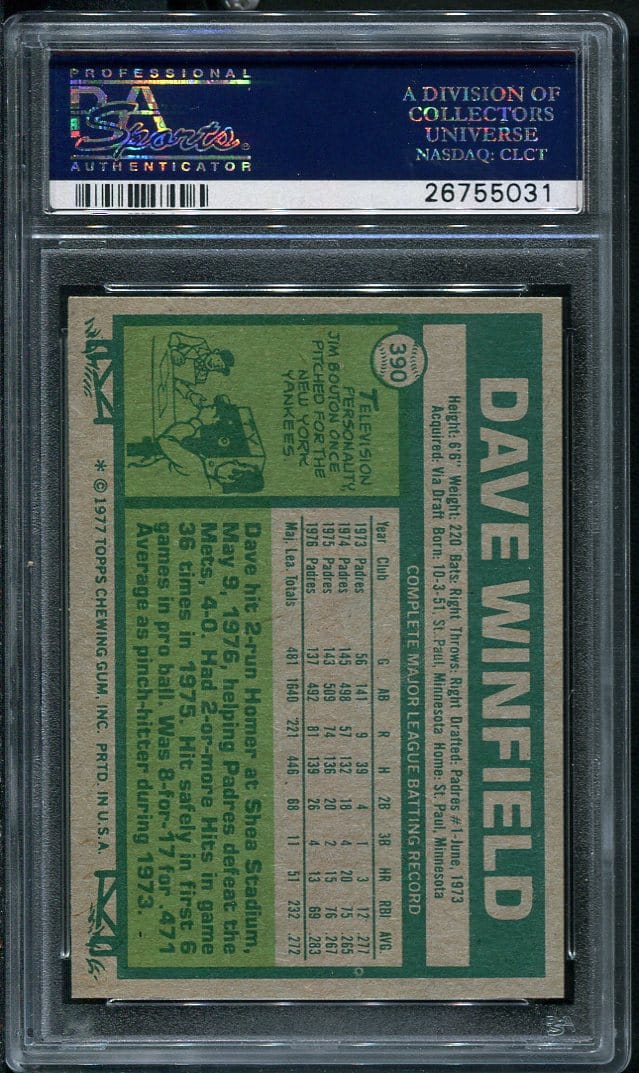 PROFESSIONAL
PSA
Sports
AUTHENTICATOR
A DIVISION OF
COLLECTORS
UNIVERSE
NASDAQ: CLCT
26755031
390
DAVE WINFIELD
Height: 6'6" Weight: 220 Bats: Right Throws: Right Drafted: Padres #1-June, 1973
Acquired: Via Draft Born: 10-3-51, St. Paul, Minnesota Home: St. Paul, Minnesota
COMPLETE MAJOR LEAGUE BATTING RECORD
Year Club G AB R H 2B 3B HR RBI AVG.
1973 Padres 56 141 9 39 4 1 3 12 .277
1974 Padres 145 498 57 132 18 4 20 75 .265
1975 Padres 143 509 74 136 20 2 15 76 .267
1976 Padres 137 492 81 139 26 4 13 69 .283
Maj. Lea. Totals 481 1640 221 446 68 11 51 232 .272
TELEVISION
PERSONALITY,
JIM BOUTON ONCE
PITCHED FOR THE
NEW YORK
YANKEES.
Dave hit 2-run Homer at Shea Stadium,
May 9, 1976, helping Padres defeat the
Mets, 4-0. Had 2-or-more Hits in game
36 times in 1975. Hit safely in first 6
games in pro ball. Was 8-for-17 for .471
Average as pinch-hitter during 1973.
* © 1977 TOPPS CHEWING GUM, INC. PRTD. IN U.S.A.